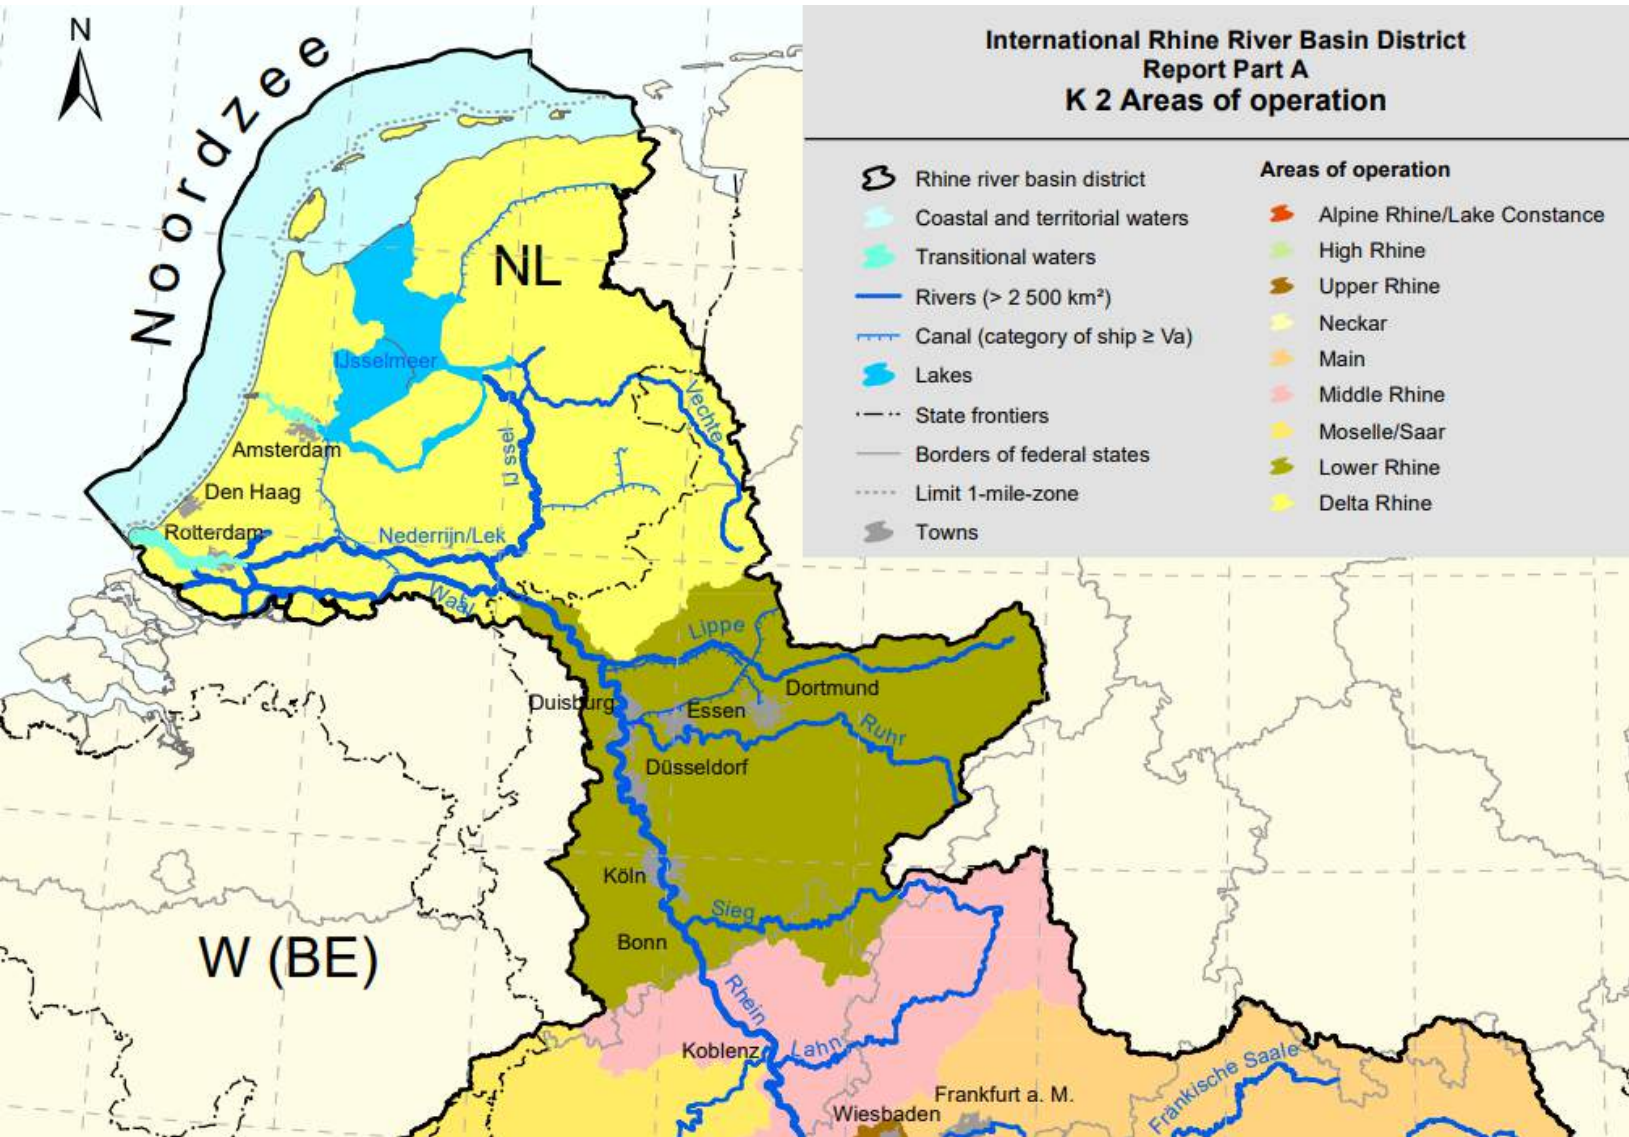 International Rhine River Basin District
Report Part A
K 2 Areas of operation
Rhine river basin district
Coastal and territorial waters
Transitional waters
Rivers (> 2 500 km²)
Canal (category of ship ≥ Va)
Lakes
State frontiers
Borders of federal states
Limit 1-mile-zone
Towns
Areas of operation
Alpine Rhine/Lake Constance
High Rhine
Upper Rhine
Neckar
Main
Middle Rhine
Moselle/Saar
Lower Rhine
Delta Rhine
N
Noordzee
NL
IJsselmeer
Vechte
Amsterdam
IJssel
Den Haag
Rotterdam
Nederrijn/Lek
Waal
Lippe
Duisburg
Dortmund
Essen
Ruhr
Düsseldorf
Köln
Sieg
Bonn
W (BE)
Rhein
Koblenz
Lahn
Fränkische Saale
Frankfurt a. M.
Wiesbaden